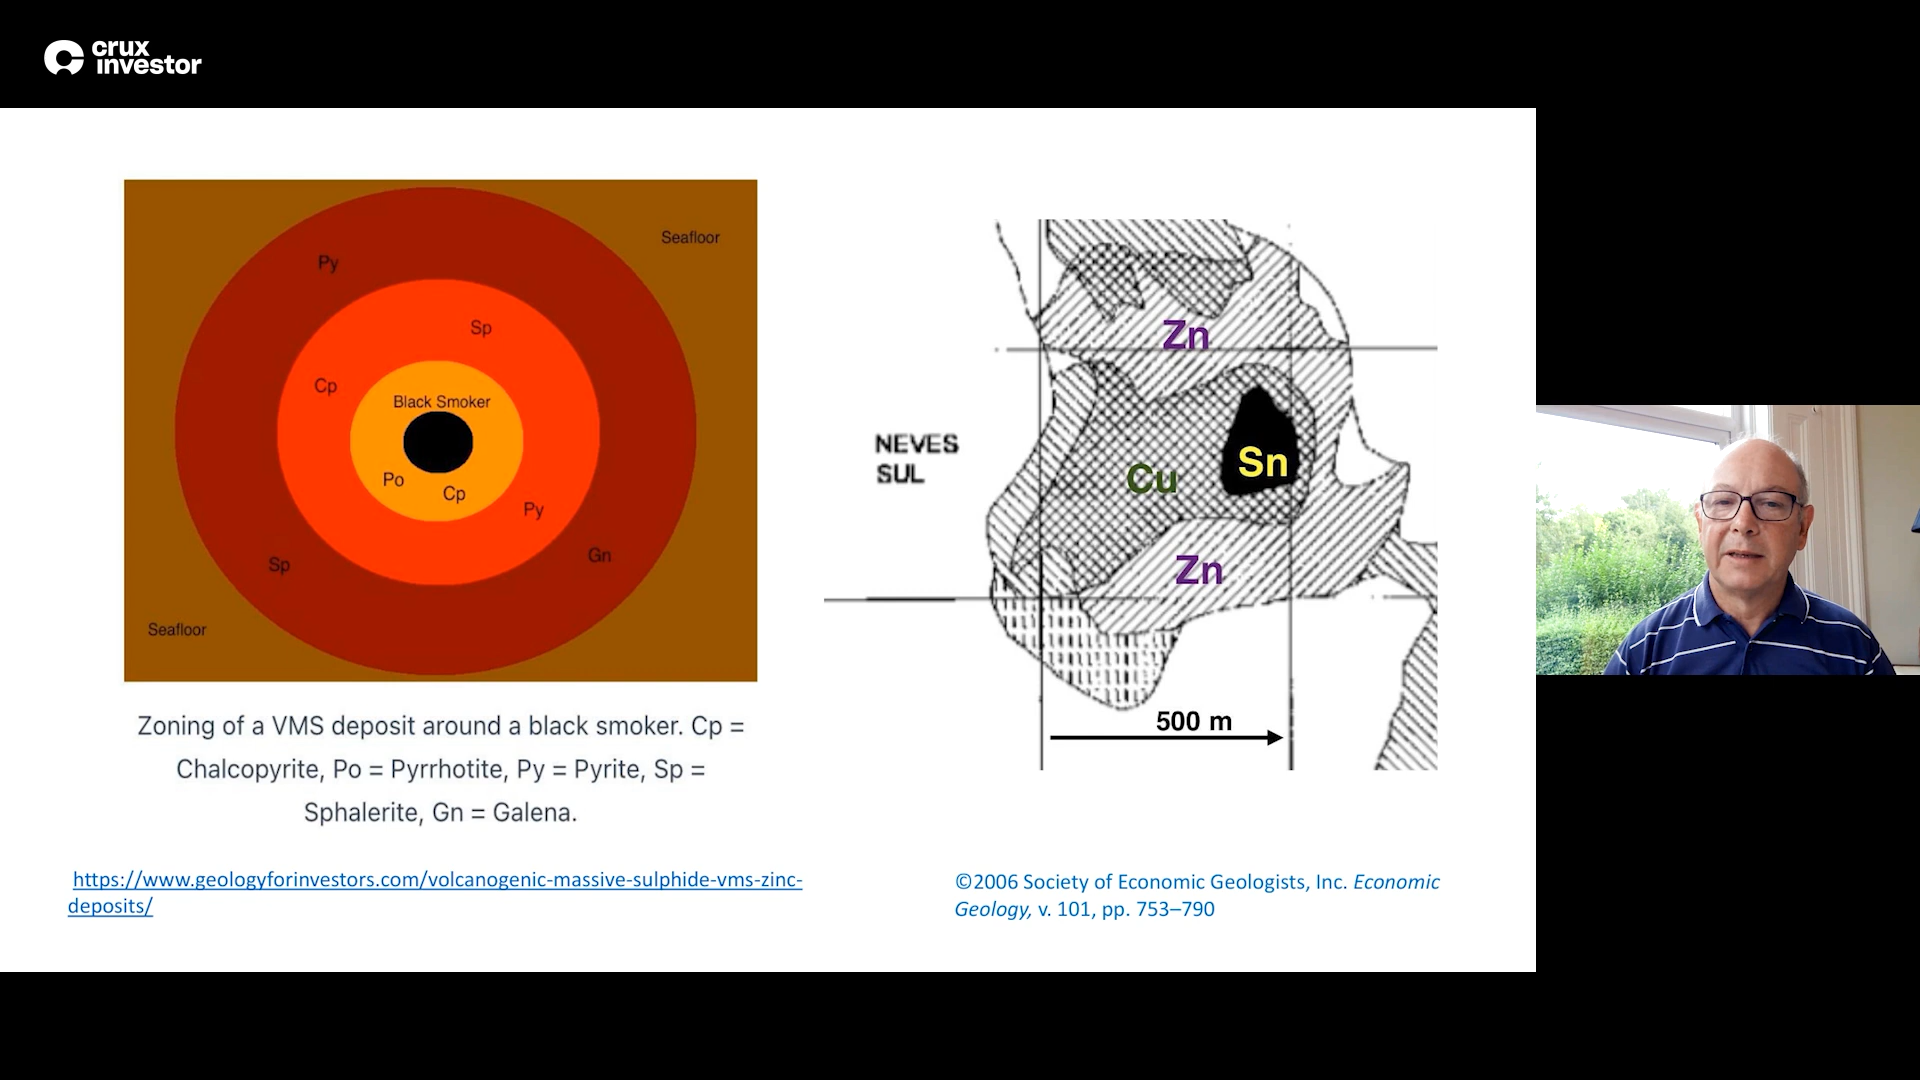 crux
investor
Seafloor
Py
Sp
Cp
Black Smoker
Po
Cp
Py
Gn
Sp
Seafloor
Zoning of a VMS deposit around a black smoker. Cp =
Chalcopyrite, Po = Pyrrhotite, Py = Pyrite, Sp =
Sphalerite, Gn = Galena.
https://www.geologyforinvestors.com/volcanogenic-massive-sulphide-vms-zinc-
deposits/
Zn
NEVES
SUL
Cu
Sn
Zn
500 m
©2006 Society of Economic Geologists, Inc. Economic
Geology, v. 101, pp. 753–790